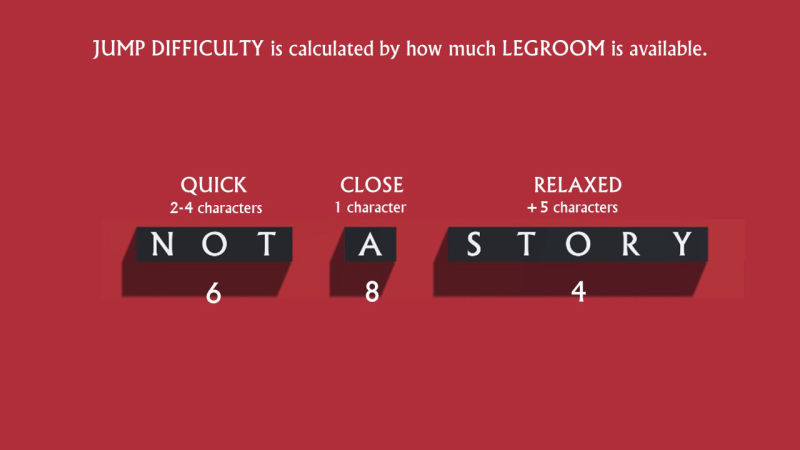 JUMP DIFFICULTY is calculated by how much LEGROOM is available.
QUICK CLOSE RELAXED
2-4 characters 1 character +5 characters
NOT A STORY
6 8 4